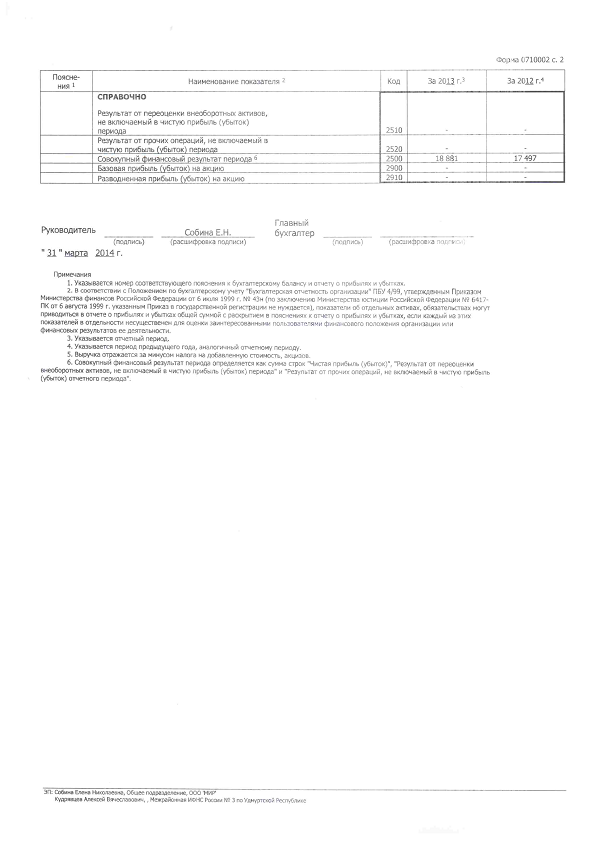 Форма 0710002 с. 2
Поясне-
ния 1
Наименование показателя 2
Код
За 2013 г.3
За 2012 г.4
СПРАВОЧНО
Результат от переоценки внеоборотных активов,
не включаемый в чистую прибыль (убыток)
периода 2510 - -
Результат от прочих операций, не включаемый в
чистую прибыль (убыток) периода 2520 - -
Совокупный финансовый результат периода 6 2500 18 881 17 497
Базовая прибыль (убыток) на акцию 2900 - -
Разводненная прибыль (убыток) на акцию 2910 - -
Руководитель Собина Е.Н. Главный
бухгалтер
(подпись) (расшифровка подписи) (подпись) (расшифровка подписи)
" 31 " марта 2014 г.
Примечания
1. Указывается номер соответствующего пояснения к бухгалтерскому балансу и отчету о прибылях и убытках.
2. В соответствии с Положением по бухгалтерскому учету "Бухгалтерская отчетность организации" ПБУ 4/99, утвержденным Приказом
Министерства финансов Российской Федерации от 6 июля 1999 г. № 43н (по заключению Министерства юстиции Российской Федерации № 6417-
ПК от 6 августа 1999 г. указанным Приказ в государственной регистрации не нуждается), показатели об отдельных активах, обязательствах могут
приводиться в отчете о прибылях и убытках общей суммой с раскрытием в пояснениях к отчету о прибылях и убытках, если каждый из этих
показателей в отдельности несущественен для оценки заинтересованными пользователями финансового положения организации или
финансовых результатов ее деятельности.
3. Указывается отчетный период.
4. Указывается период предыдущего года, аналогичный отчетному периоду.
5. Выручка отражается за минусом налога на добавленную стоимость, акцизов.
6. Совокупный финансовый результат периода определяется как сумма строк "Чистая прибыль (убыток)", "Результат от переоценки
внеоборотных активов, не включаемый в чистую прибыль (убыток) периода" и "Результат от прочих операций, не включаемый в чистую прибыль
(убыток) отчетного периода".
ЭП: Собина Елена Николаевна, Общее подразделение, ООО "МИР"
Кудрявцев Алексей Вячеславович, , Межрайонная ИФНС России № 3 по Удмуртской Республике